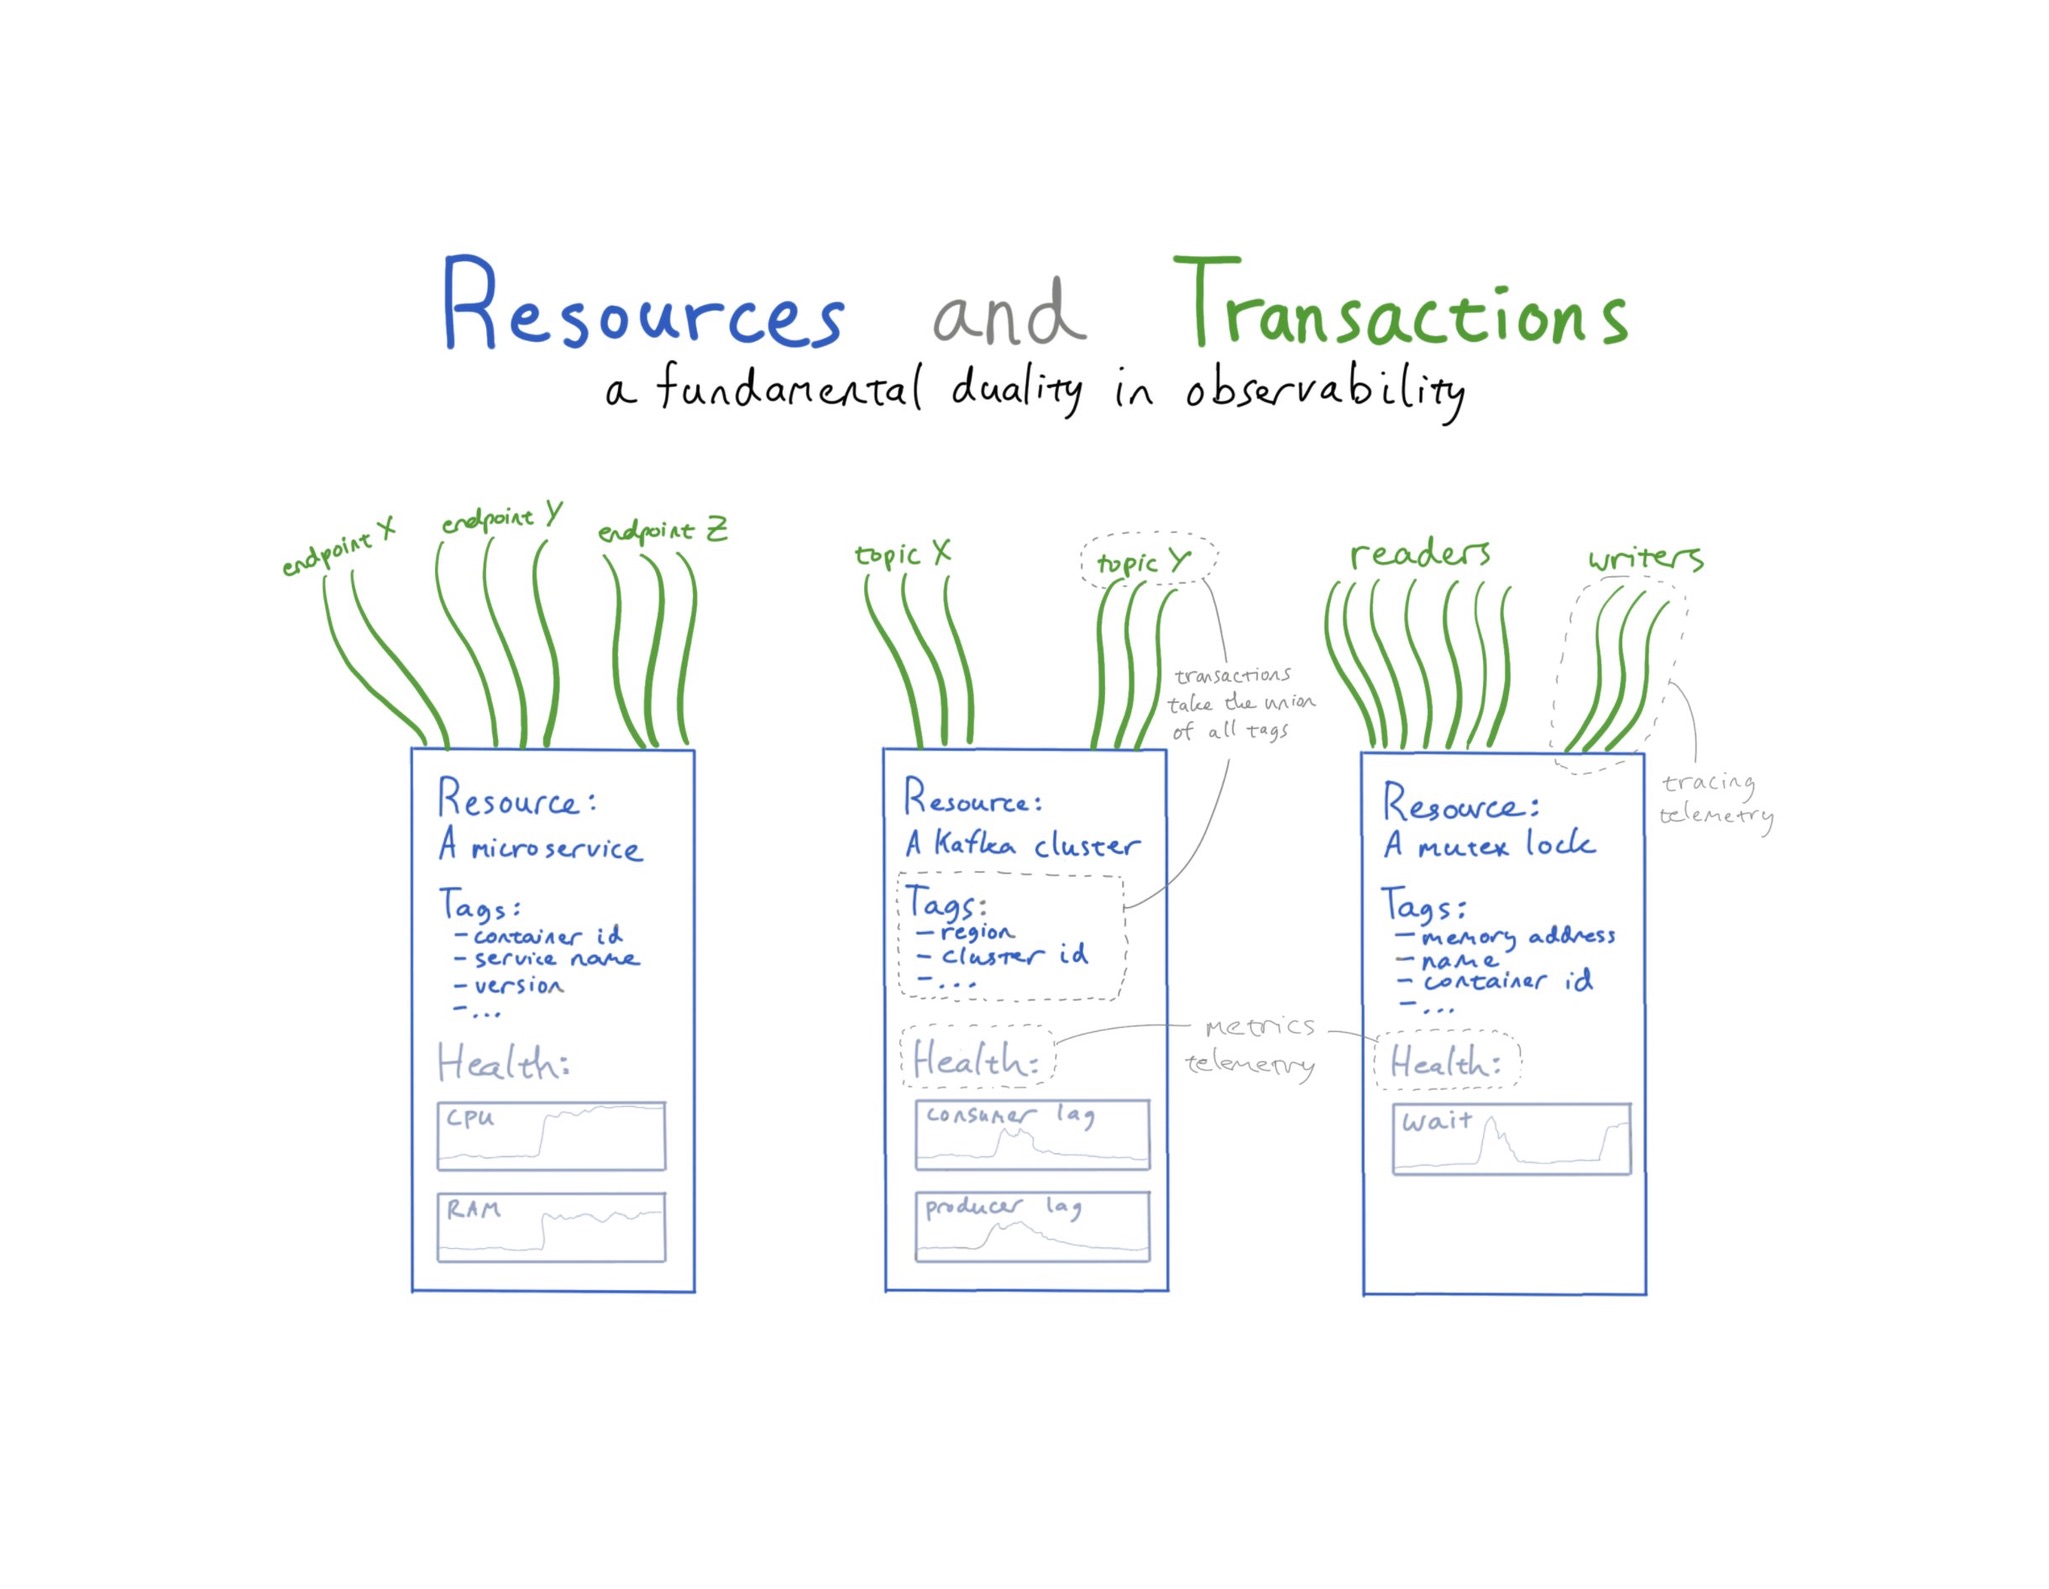 Resources and Transactions
a fundamental duality in observability
endpoint X
endpoint Y
endpoint Z
Resource:
A microservice
Tags:
- container id
- service name
- version
- ...
Health:
CPU
RAM
topic X
topic Y
transactions
take the union
of all tags
Resource:
A Kafka cluster
Tags:
- region
- cluster id
- ...
Health:
consumer lag
producer lag
metrics
telemetry
readers
writers
tracing
telemetry
Resource:
A mutex lock
Tags:
- memory address
- name
- container id
- ...
Health:
wait